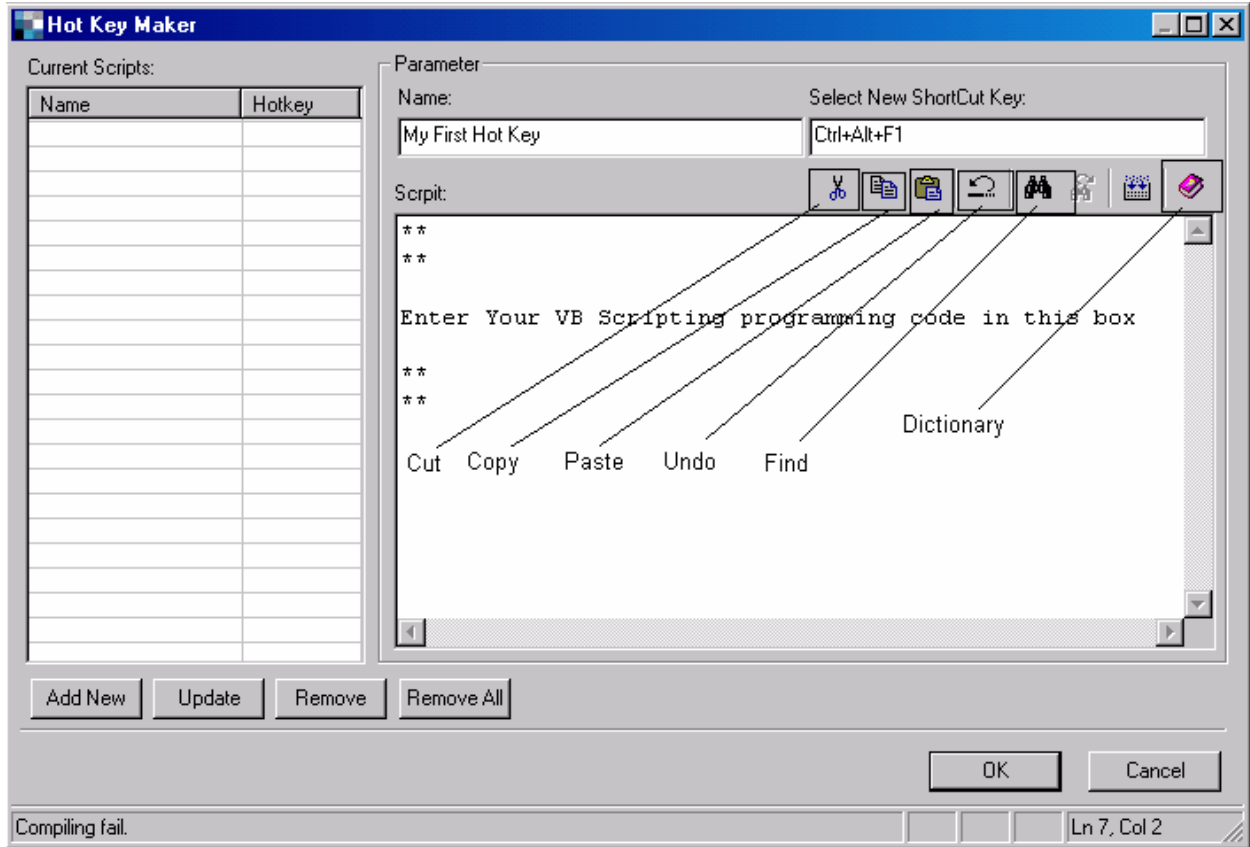 Hot Key Maker
Current Scripts:
Name Hotkey
Parameter
Name: Select New ShortCut Key:
My First Hot Key Ctrl+Alt+F1
Scrpit:
**
**
Enter Your VB Scripting programming code in this box
**
**
Dictionary
Cut Copy Paste Undo Find
Add New Update Remove Remove All
OK Cancel
Compiling fail. Ln 7, Col 2